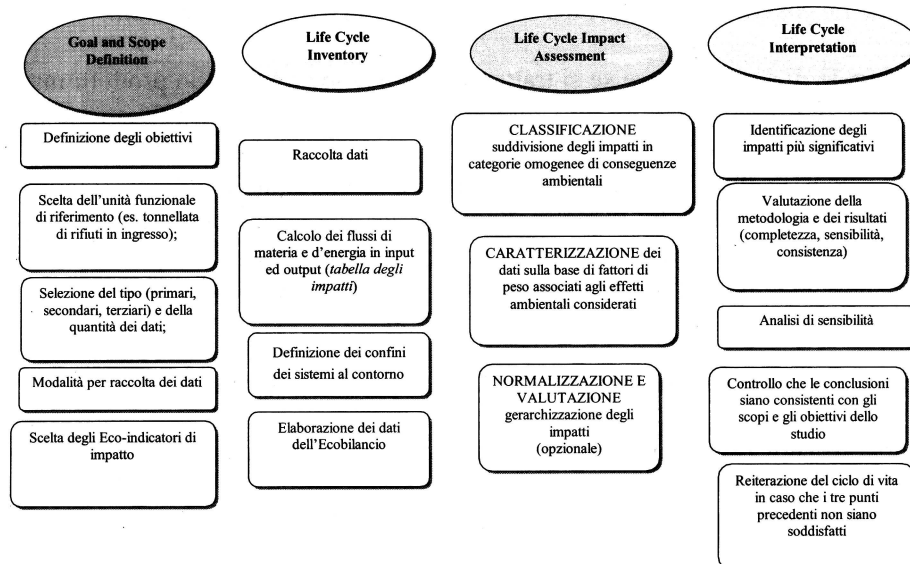 Goal and Scope
Definition
Definizione degli obiettivi
Scelta dell'unità funzionale
di riferimento (es. tonnellata
di rifiuti in ingresso);
Selezione del tipo (primari,
secondari, terziari) e della
quantità dei dati;
Modalità per raccolta dei dati
Scelta degli Eco-indicatori di
impatto
Life Cycle
Inventory
Raccolta dati
Calcolo dei flussi di
materia e d'energia in input
ed output (tabella degli
impatti)
Definizione dei confini
dei sistemi al contorno
Elaborazione dei dati
dell'Ecobilancio
Life Cycle Impact
Assessment
CLASSIFICAZIONE
suddivisione degli impatti in
categorie omogenee di conseguenze
ambientali
CARATTERIZZAZIONE dei
dati sulla base di fattori di
peso associati agli effetti
ambientali considerati
NORMALIZZAZIONE E
VALUTAZIONE
gerarchizzazione degli
impatti
(opzionale)
Life Cycle
Interpretation
Identificazione degli
impatti più significativi
Valutazione della
metodologia e dei risultati
(completezza, sensibilità,
consistenza)
Analisi di sensibilità
Controllo che le conclusioni
siano consistenti con gli
scopi e gli obiettivi dello
studio
Reiterazione del ciclo di vita
in caso che i tre punti
precedenti non siano
soddisfatti